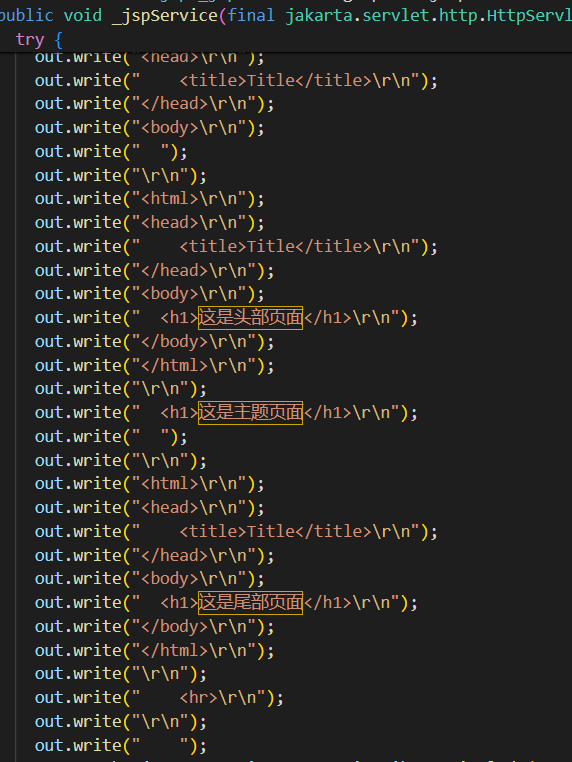 public void _jspService(final jakarta.servlet.http.HttpServl
try {
out.write("<head>\r\n");
out.write("    <title>Title</title>\r\n");
out.write("</head>\r\n");
out.write("<body>\r\n");
out.write("  ");
out.write("\r\n");
out.write("<html>\r\n");
out.write("<head>\r\n");
out.write("    <title>Title</title>\r\n");
out.write("</head>\r\n");
out.write("<body>\r\n");
out.write("  <h1>这是头部页面</h1>\r\n");
out.write("</body>\r\n");
out.write("</html>\r\n");
out.write("\r\n");
out.write("  <h1>这是主题页面</h1>\r\n");
out.write("  ");
out.write("\r\n");
out.write("<html>\r\n");
out.write("<head>\r\n");
out.write("    <title>Title</title>\r\n");
out.write("</head>\r\n");
out.write("<body>\r\n");
out.write("  <h1>这是尾部页面</h1>\r\n");
out.write("</body>\r\n");
out.write("</html>\r\n");
out.write("\r\n");
out.write("    <hr>\r\n");
out.write("\r\n");
out.write("    ");